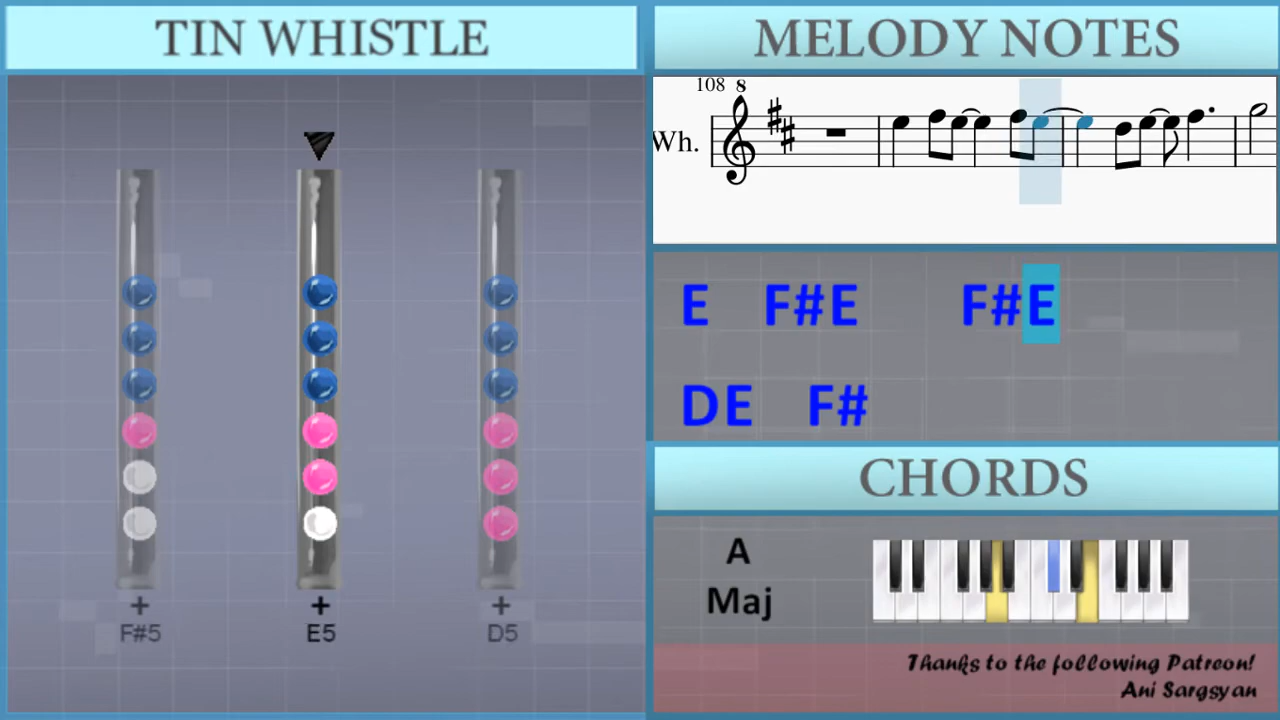 TIN WHISTLE
+ + +
F#5 E5 D5
MELODY NOTES
108 8
Wh.
E F#E F#E
DE F#
CHORDS
A
Maj
Thanks to the following Patreon!
Ani Sargsyan